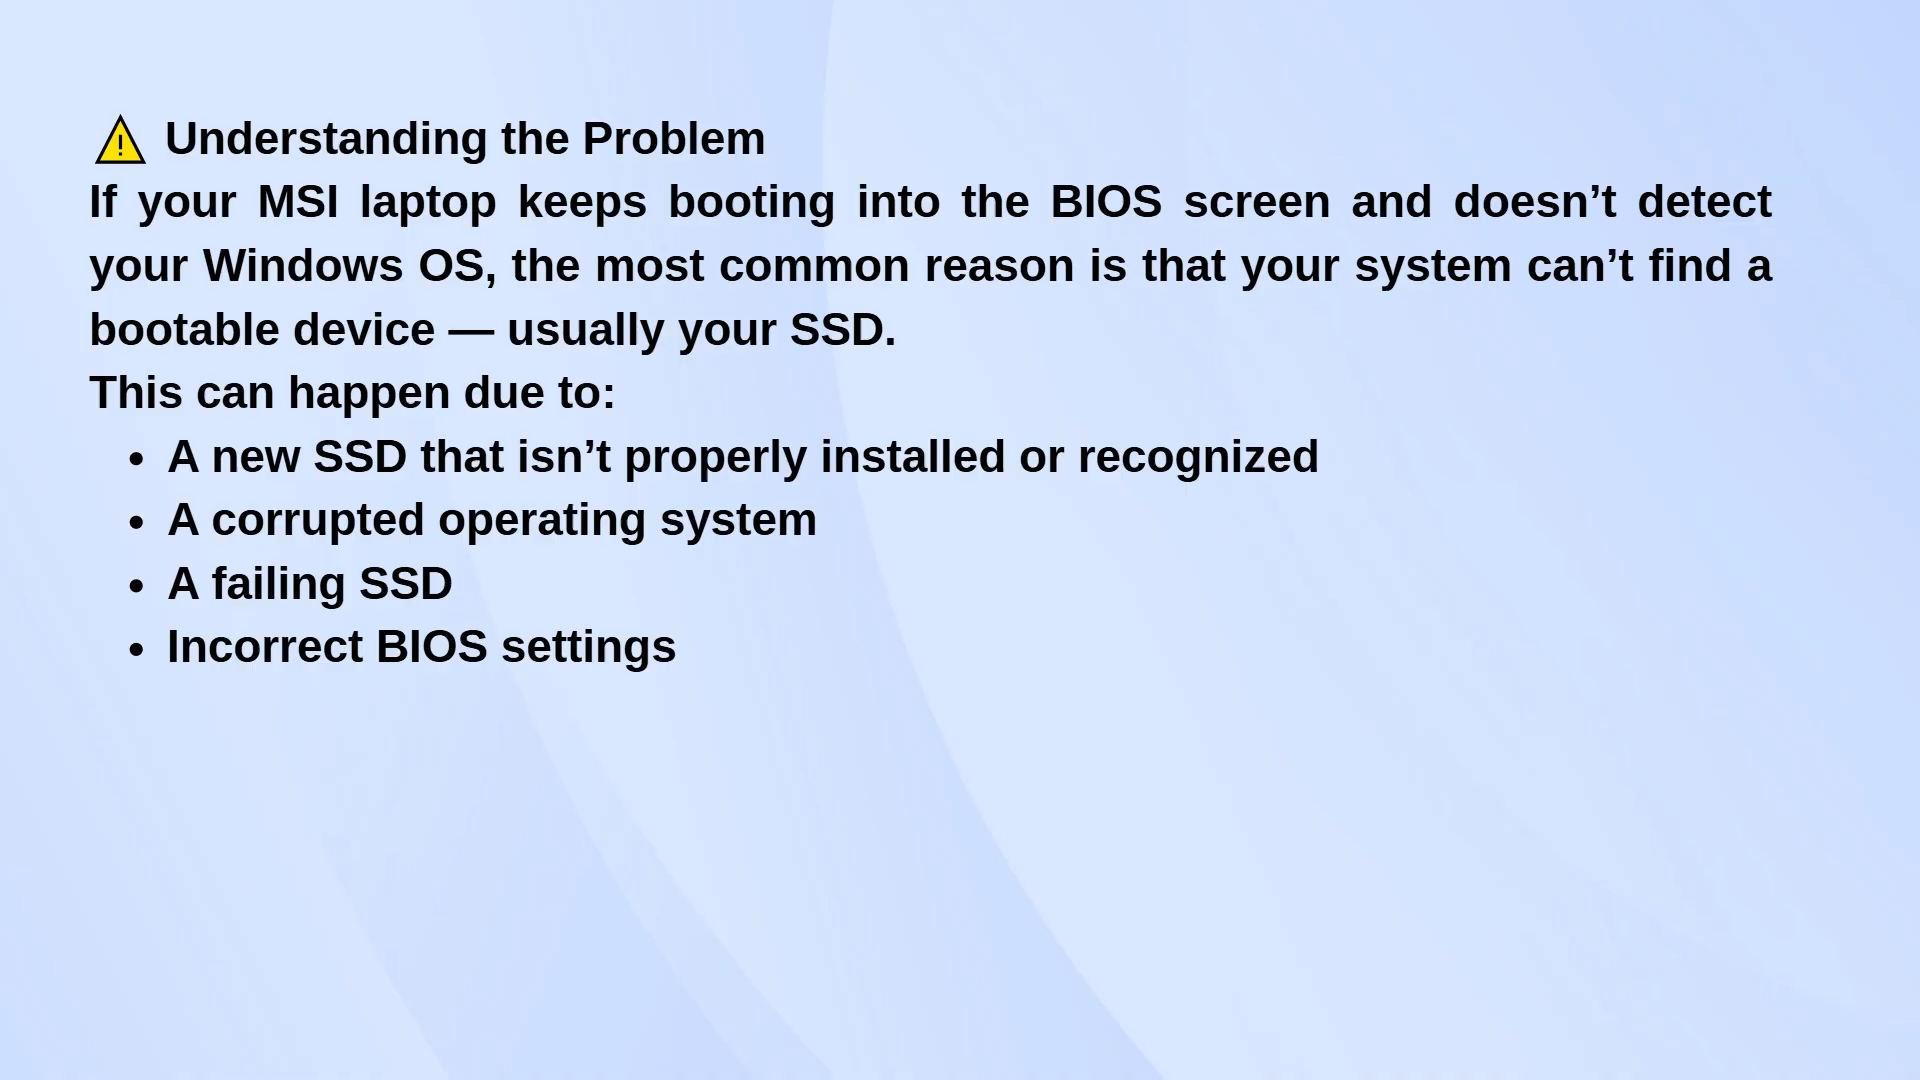 ⚠ Understanding the Problem
If your MSI laptop keeps booting into the BIOS screen and doesn’t detect
your Windows OS, the most common reason is that your system can’t find a
bootable device — usually your SSD.
This can happen due to:
• A new SSD that isn’t properly installed or recognized
• A corrupted operating system
• A failing SSD
• Incorrect BIOS settings